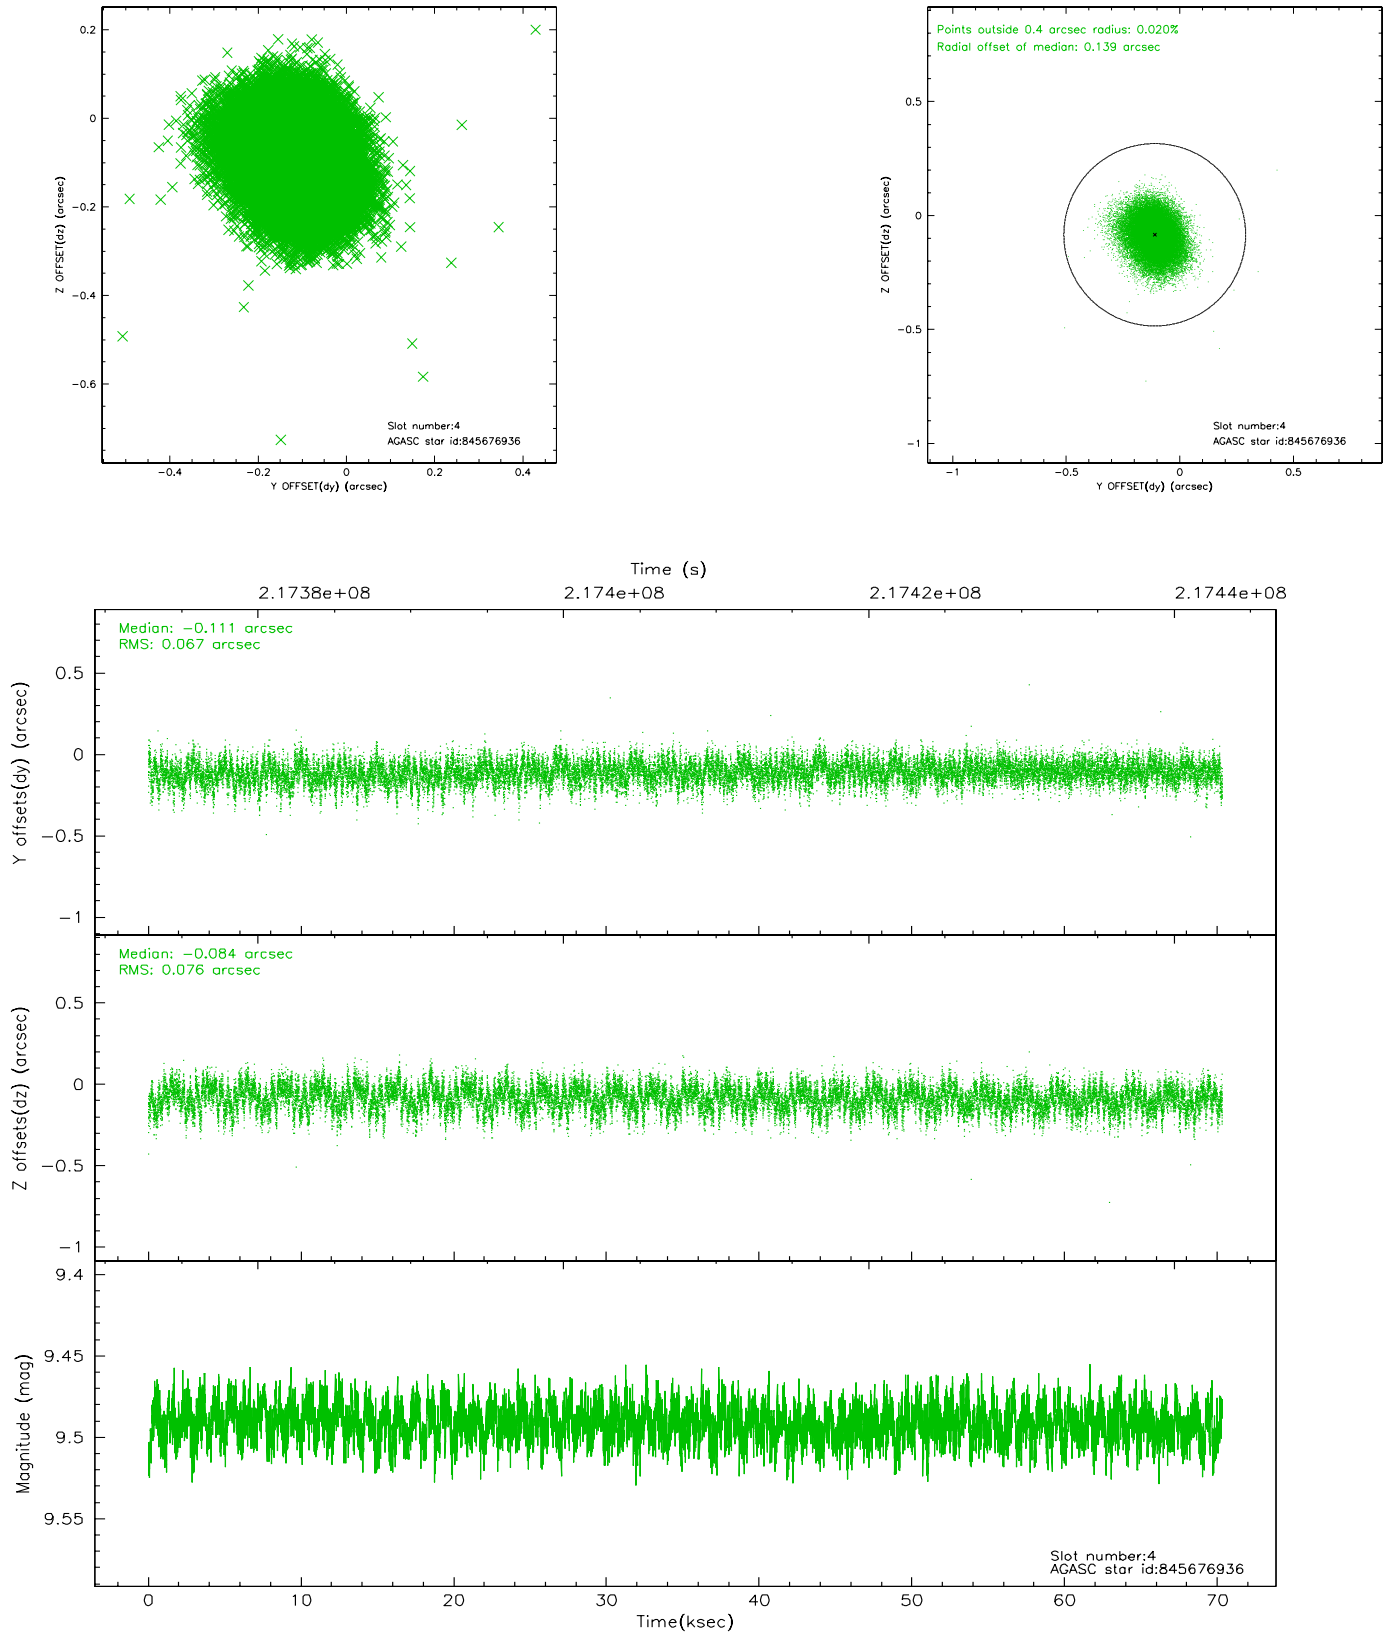 0.2
0
-0.2
-0.4
-0.6
Z OFFSET(dz) (arcsec)
-0.4 -0.2 0 0.2 0.4
Y OFFSET(dy) (arcsec)
Slot number:4
AGASC star id:845676936
Points outside 0.4 arcsec radius: 0.020%
Radial offset of median: 0.139 arcsec
0.5
0
-0.5
-1
Z OFFSET(dz) (arcsec)
-1 -0.5 0 0.5
Y OFFSET(dy) (arcsec)
Slot number:4
AGASC star id:845676936
Time (s)
2.1738e+08 2.174e+08 2.1742e+08 2.1744e+08
Median: -0.111 arcsec
RMS: 0.067 arcsec
0.5
0
-0.5
-1
Y offsets(dy) (arcsec)
Median: -0.084 arcsec
RMS: 0.076 arcsec
0.5
0
-0.5
-1
Z offsets(dz) (arcsec)
9.4
9.45
9.5
9.55
Magnitude (mag)
Slot number:4
AGASC star id:845676936
0 10 20 30 40 50 60 70
Time(ksec)